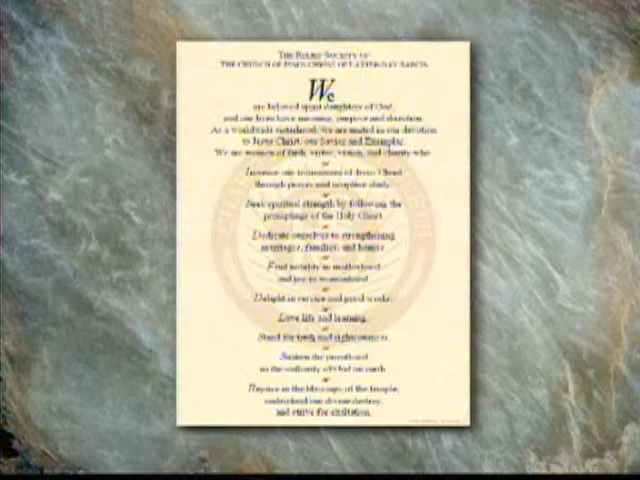 THE RELIEF SOCIETY OF
THE CHURCH OF JESUS CHRIST OF LATTER-DAY SAINTS
We
are beloved spirit daughters of God,
and our lives have meaning, purpose and direction.
As a worldwide sisterhood, we are united in our devotion
to Jesus Christ, our Savior and Exemplar.
We are women of faith, virtue, vision, and charity who:
Increase our testimonies of Jesus Christ
through prayer and scripture study.
Seek spiritual strength by following the
promptings of the Holy Ghost.
Dedicate ourselves to strengthening
marriages, families, and homes.
Find nobility in motherhood
and joy in womanhood.
Delight in service and good works.
Love life and learning.
Stand for truth and righteousness.
Sustain the priesthood
as the authority of God on earth.
Rejoice in the blessings of the temple,
understand our divine destiny,
and strive for exaltation.